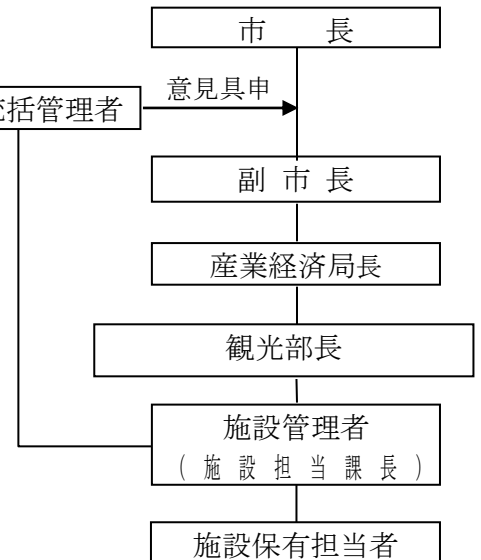 市 長
意見具申
括管理者
副 市 長
産業経済局長
観光部長
施設管理者
( 施 設 担 当 課 長 )
施設保有担当者